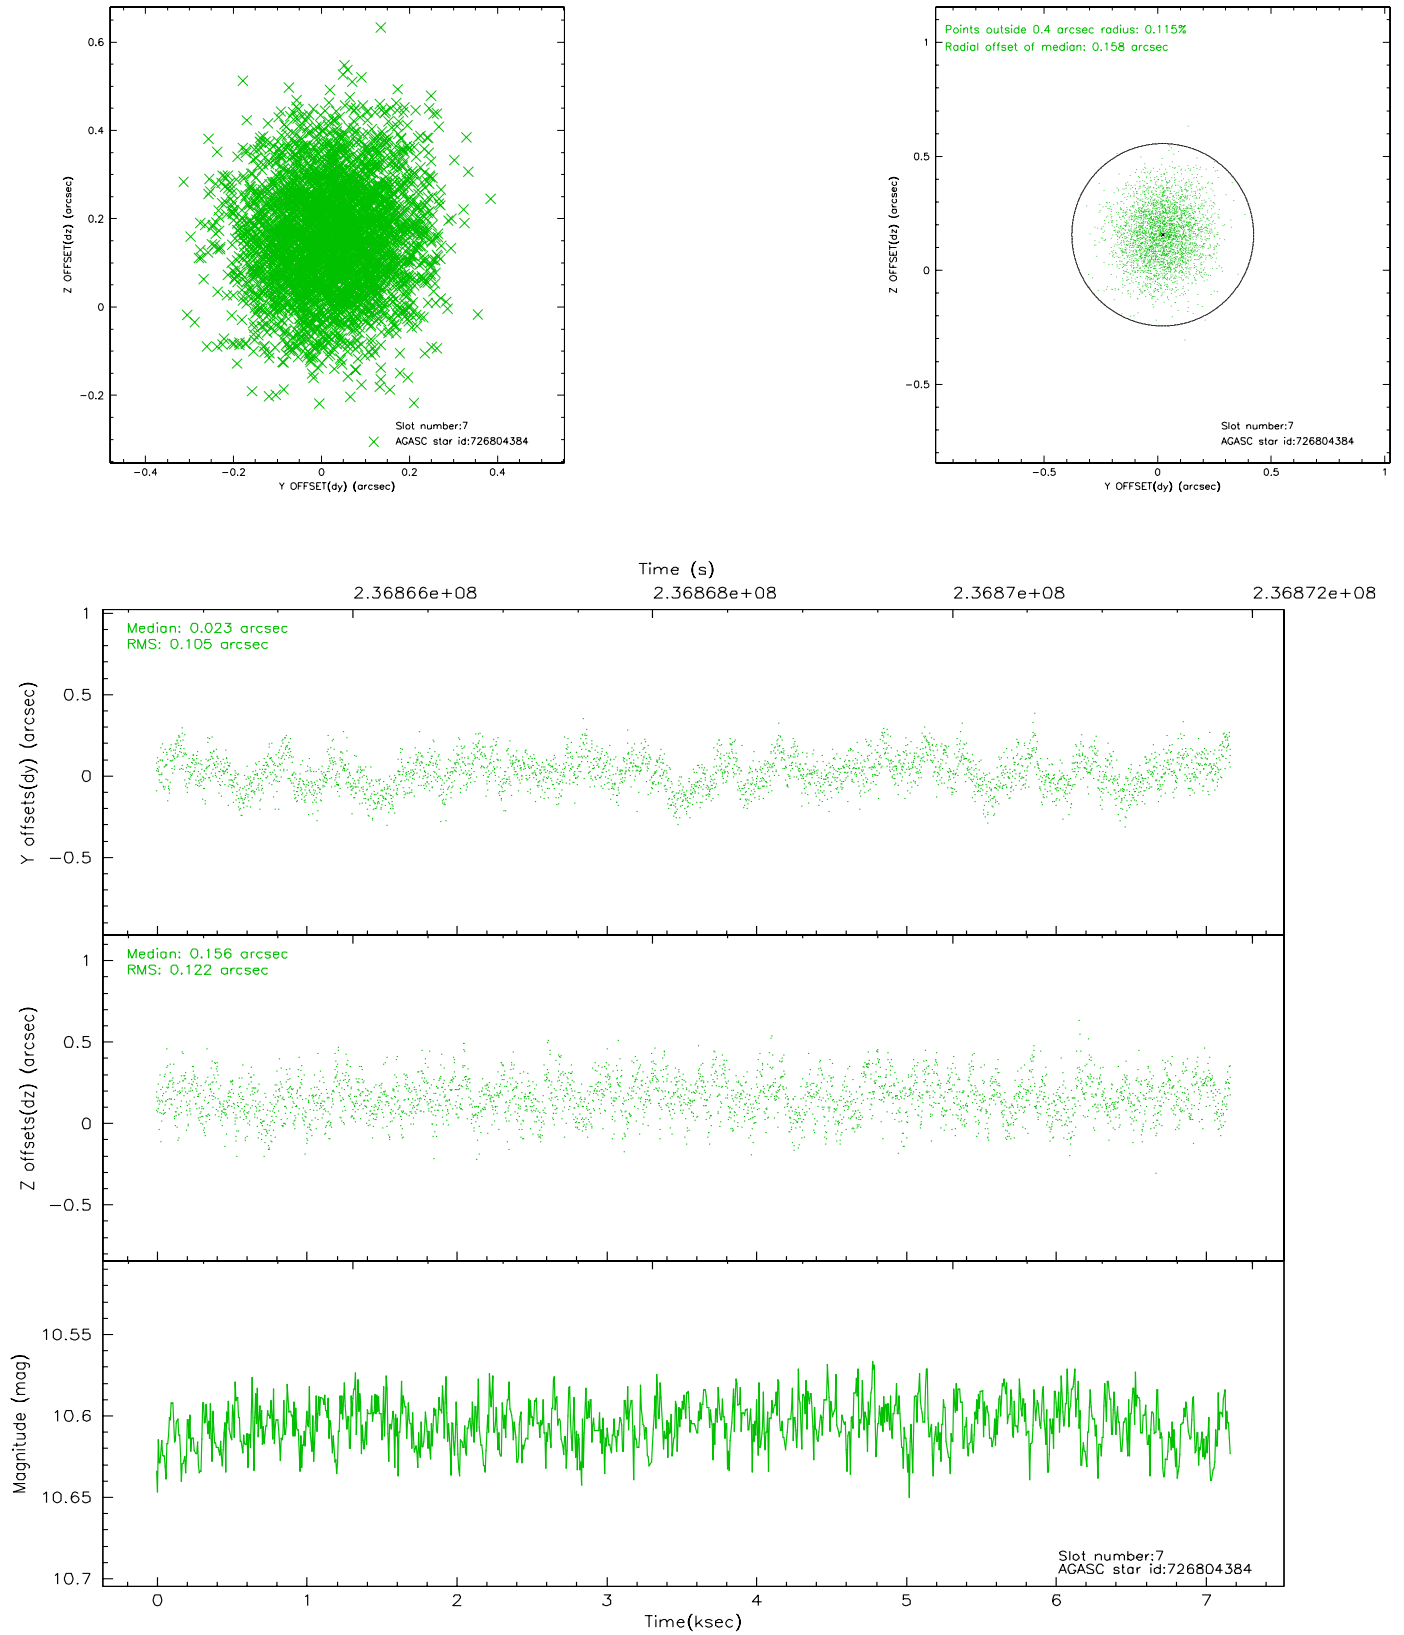 0.6
0.4
0.2
0
−0.2
Z OFFSET(dz) (arcsec)
Slot number:7
AGASC star id:726804384
−0.4 −0.2 0 0.2 0.4
Y OFFSET(dy) (arcsec)
Points outside 0.4 arcsec radius: 0.115%
Radial offset of median: 0.158 arcsec
1
0.5
0
−0.5
Z OFFSET(dz) (arcsec)
Slot number:7
AGASC star id:726804384
−0.5 0 0.5 1
Y OFFSET(dy) (arcsec)
Time (s)
2.36866e+08 2.36868e+08 2.3687e+08 2.36872e+08
Median: 0.023 arcsec
RMS: 0.105 arcsec
1
0.5
0
−0.5
Y offsets(dy) (arcsec)
Median: 0.156 arcsec
RMS: 0.122 arcsec
1
0.5
0
−0.5
Z offsets(dz) (arcsec)
10.55
10.6
10.65
10.7
Magnitude (mag)
Slot number:7
AGASC star id:726804384
0 1 2 3 4 5 6 7
Time(ksec)